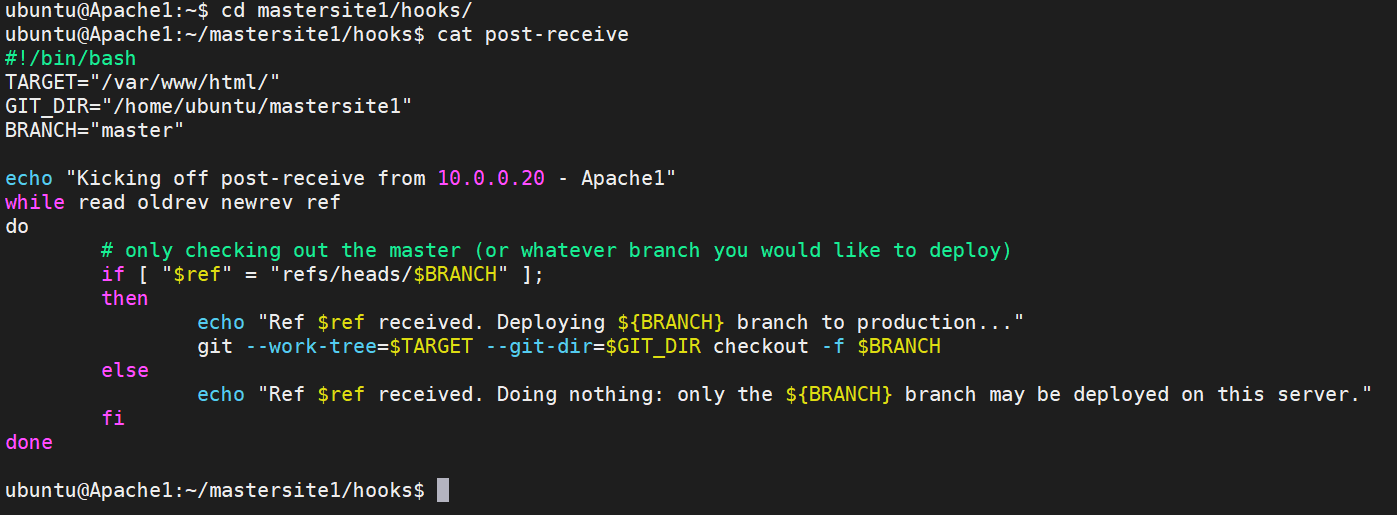 ubuntu@Apache1:~$ cd mastersite1/hooks/
ubuntu@Apache1:~/mastersite1/hooks$ cat post-receive
#!/bin/bash
TARGET="/var/www/html/"
GIT_DIR="/home/ubuntu/mastersite1"
BRANCH="master"

echo "Kicking off post-receive from 10.0.0.20 - Apache1"
while read oldrev newrev ref
do
        # only checking out the master (or whatever branch you would like to deploy)
        if [ "$ref" = "refs/heads/$BRANCH" ];
        then
                echo "Ref $ref received. Deploying ${BRANCH} branch to production..."
                git --work-tree=$TARGET --git-dir=$GIT_DIR checkout -f $BRANCH
        else
                echo "Ref $ref received. Doing nothing: only the ${BRANCH} branch may be deployed on this server."
        fi
done

ubuntu@Apache1:~/mastersite1/hooks$